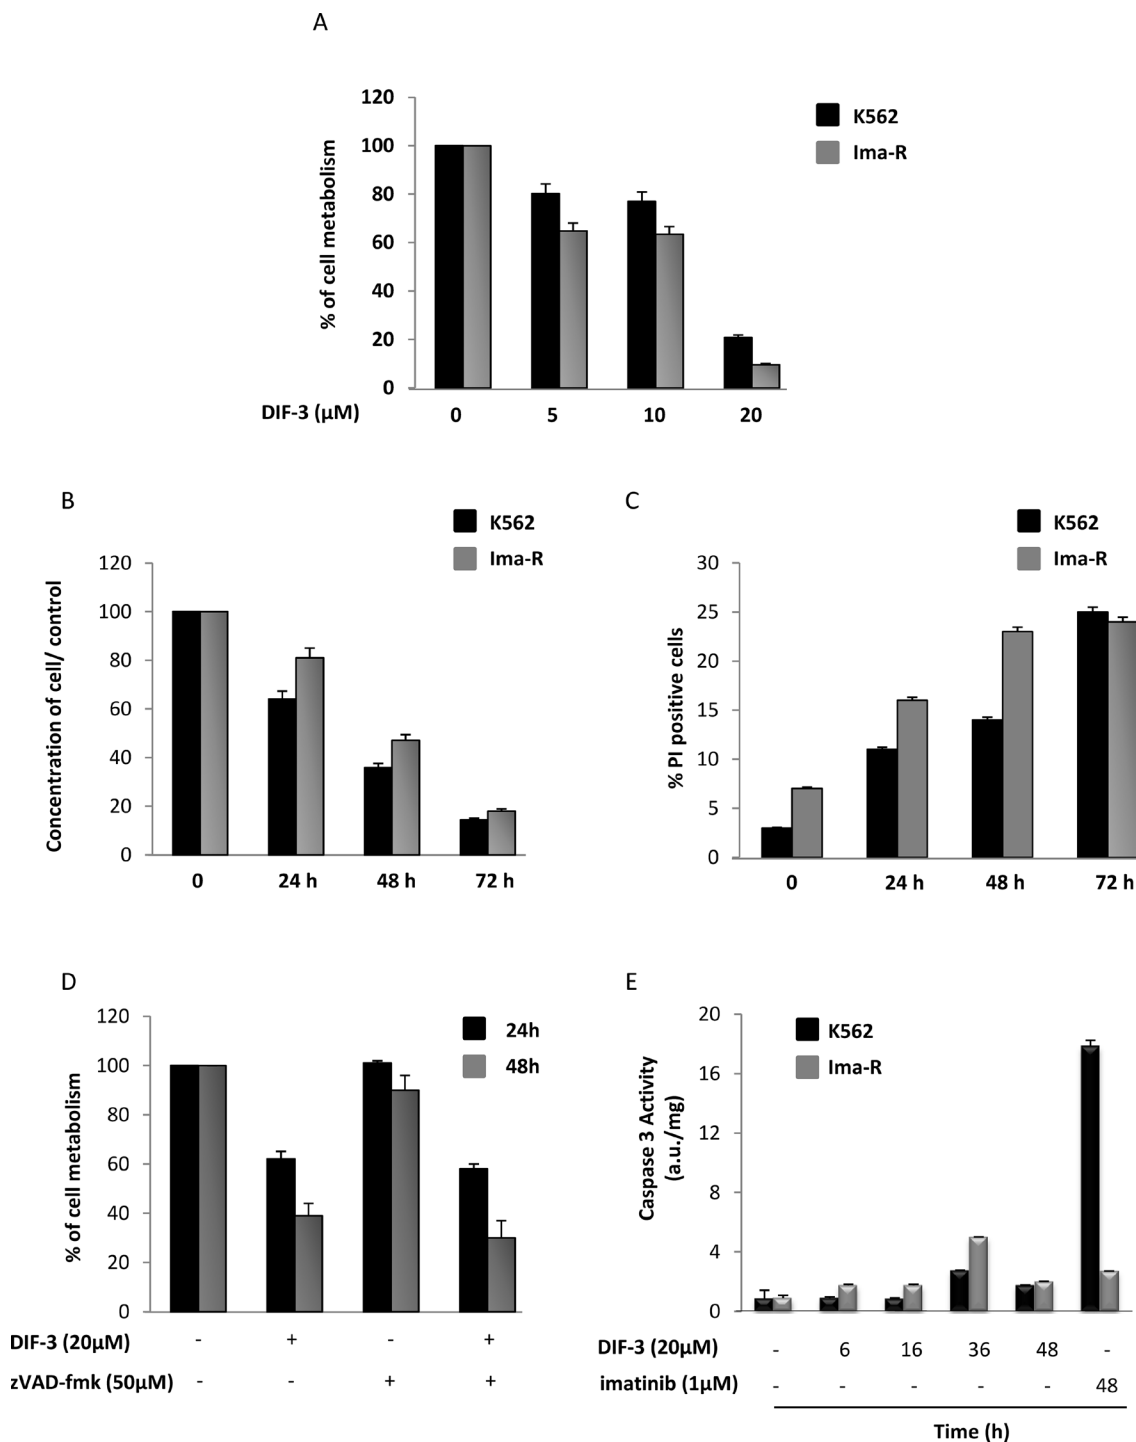 A
120
100
80
60
40
20
0
% of cell metabolism
K562
Ima-R
DIF-3 (µM) 0 5 10 20
B
K562
Ima-R
120
100
80
60
40
20
0
Concentration of cell/ control
0 24 h 48 h 72 h
C
K562
Ima-R
30
25
20
15
10
5
0
% PI positive cells
0 24 h 48 h 72 h
D
120
100
80
60
40
20
0
% of cell metabolism
24h
48h
DIF-3 (20µM) - + - +
zVAD-fmk (50µM) - - + +
E
20
16
12
8
4
0
Caspase 3 Activity
(a.u./mg)
K562
Ima-R
DIF-3 (20µM) - 6 16 36 48 -
imatinib (1µM) - - - - - 48
Time (h)